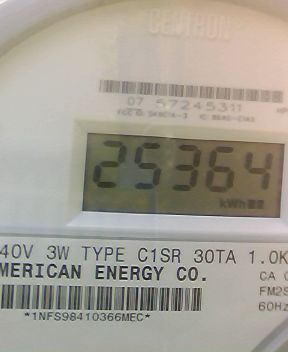 CENTRON
07 57245311
25364
kWh
40V 3W TYPE C1SR 30TA 1.0K
MERICAN ENERGY CO.
CA
FM2S
60Hz
*1NFS98410366MEC*